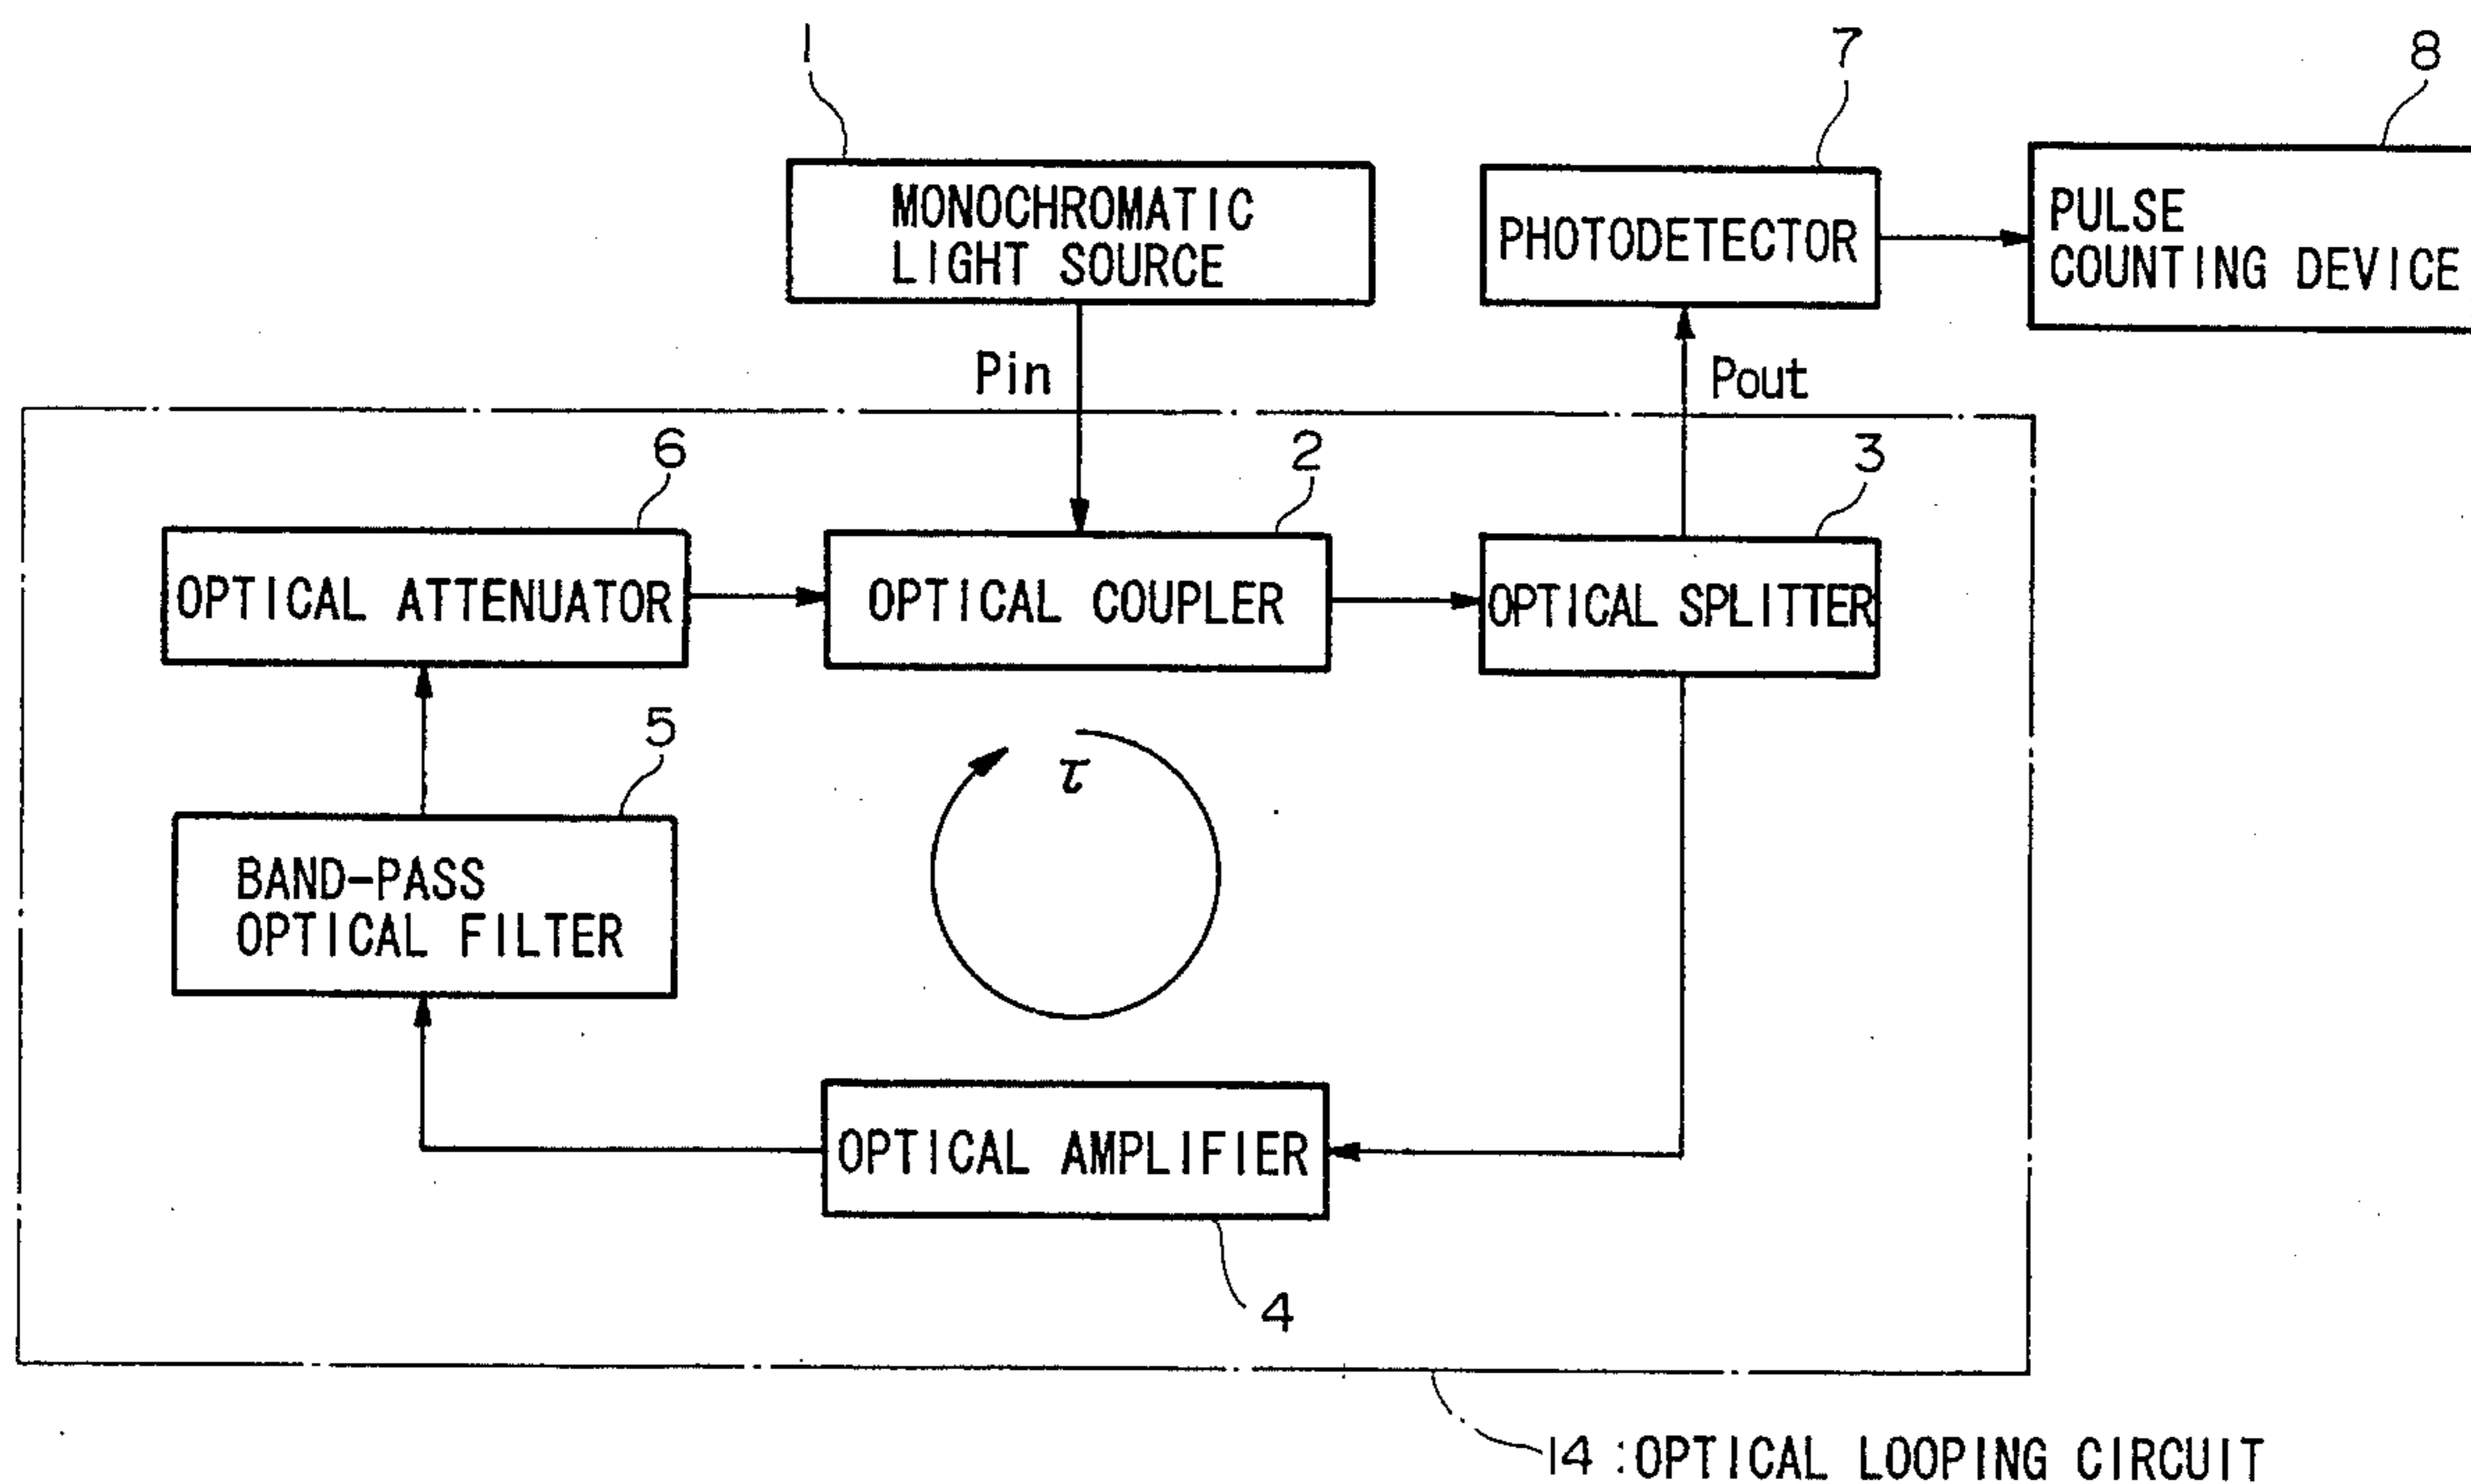 1
7
8
MONOCHROMATIC
LIGHT SOURCE
PHOTODETECTOR
PULSE
COUNTING DEVICE
Pin
Pout
6
2
3
OPTICAL ATTENUATOR
OPTICAL COUPLER
OPTICAL SPLITTER
5
τ
BAND-PASS
OPTICAL FILTER
OPTICAL AMPLIFIER
4
14 : OPTICAL LOOPING CIRCUIT